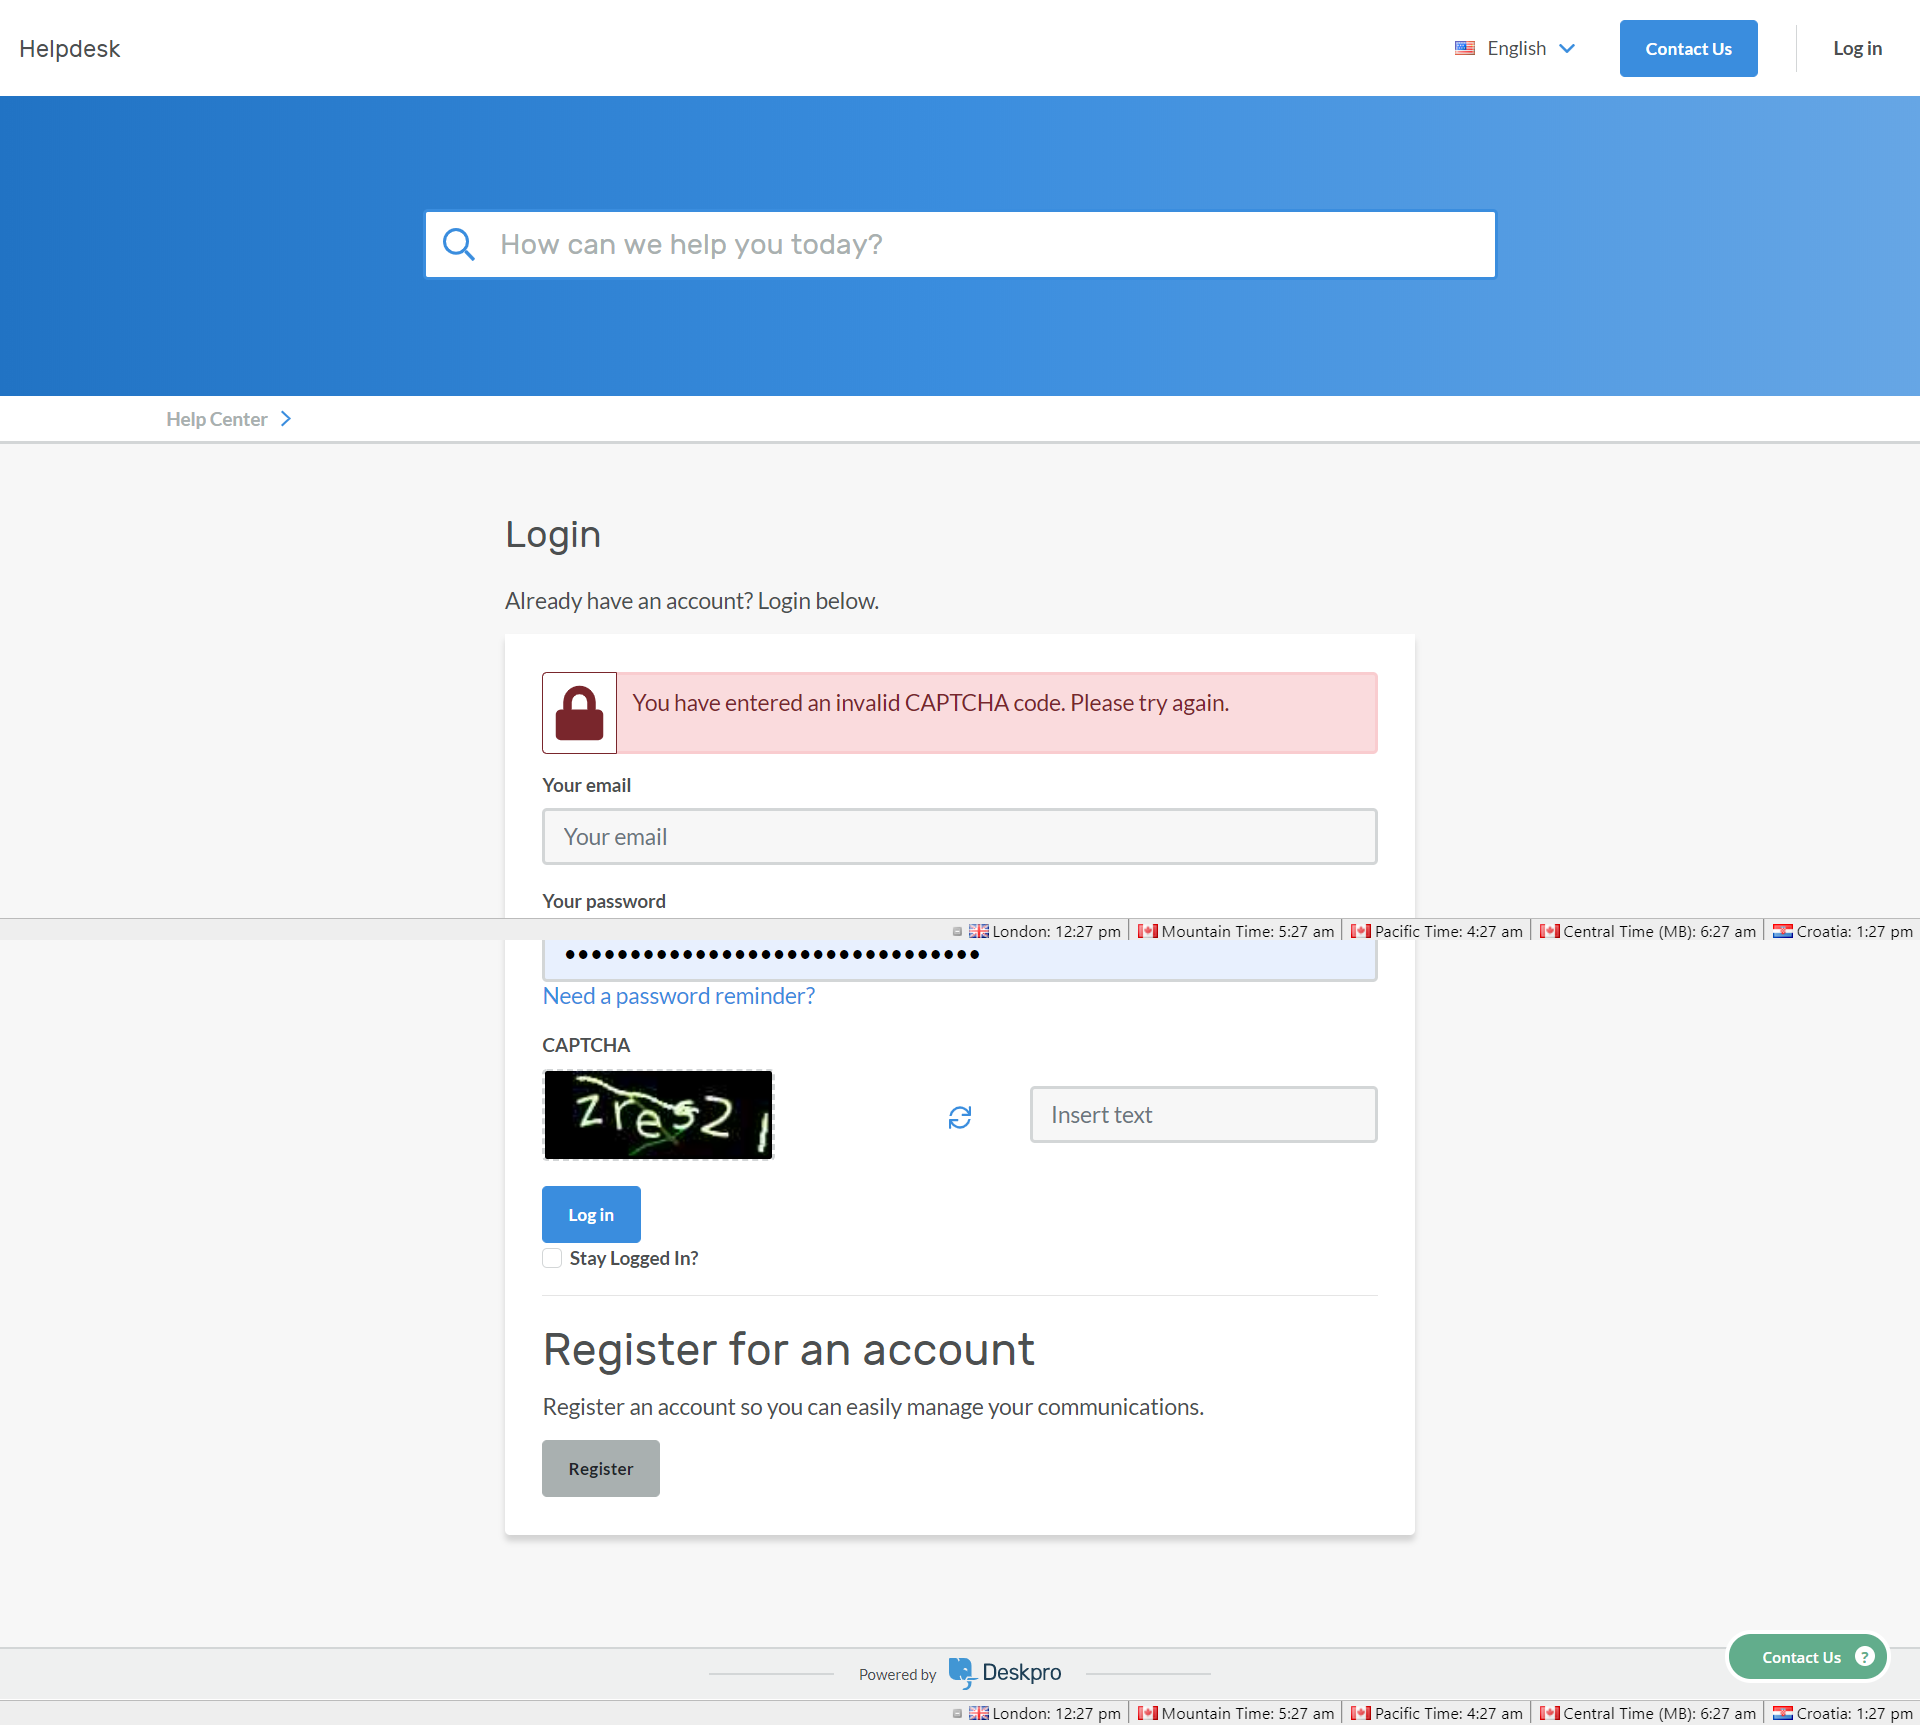 Helpdesk
English
Contact Us
Log in
How can we help you today?
Help Center
Login
Already have an account? Login below.
You have entered an invalid CAPTCHA code. Please try again.
Your email
Your email
Your password
London: 12:27 pm
Mountain Time: 5:27 am
Pacific Time: 4:27 am
Central Time (MB): 6:27 am
Croatia: 1:27 pm
Need a password reminder?
CAPTCHA
Insert text
Log in
Stay Logged In?
Register for an account
Register an account so you can easily manage your communications.
Register
Contact Us ?
Powered by Deskpro
London: 12:27 pm
Mountain Time: 5:27 am
Pacific Time: 4:27 am
Central Time (MB): 6:27 am
Croatia: 1:27 pm